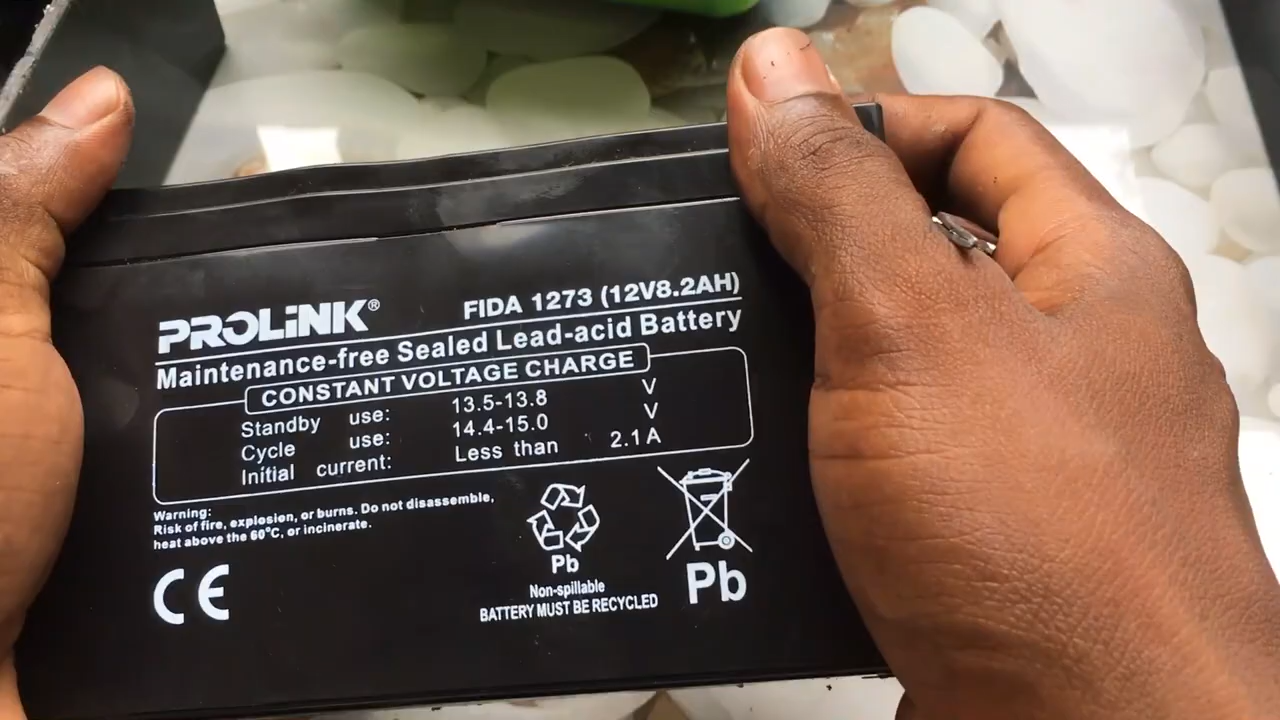 PROLiNK® FIDA 1273 (12V8.2AH)
Maintenance-free Sealed Lead-acid Battery
CONSTANT VOLTAGE CHARGE
Standby use: 13.5-13.8 V
Cycle use: 14.4-15.0 V
Initial current: Less than 2.1A
Warning:
Risk of fire, explosion, or burns. Do not disassemble,
heat above the 60°C, or incinerate.
CE
Pb
Non-spillable
BATTERY MUST BE RECYCLED
Pb